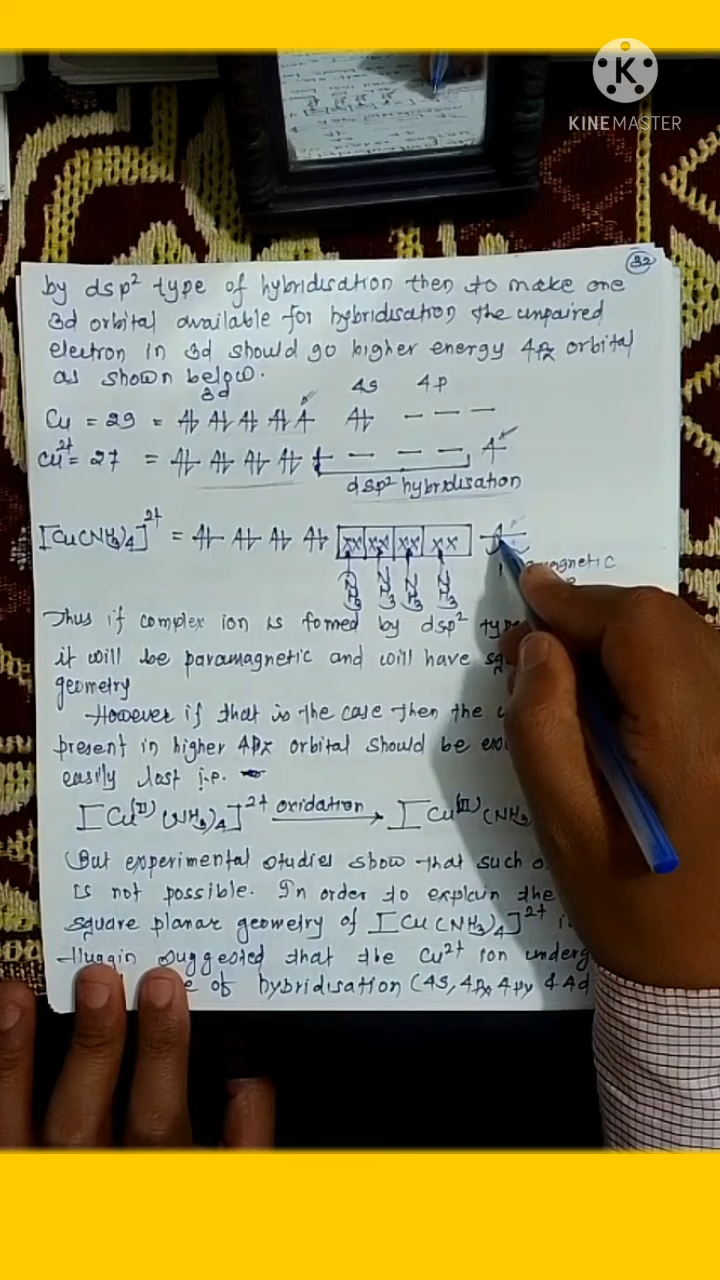 KINEMASTER
32
by dsp² type of hybridisation then to make one
3d orbital available for hybridisation the unpaired
electron in 3d should go higher energy 4Pz orbital
as shown below.
3d 4s 4p
Cu = 29 =
Cu²⁺ = 27 =
dsp² hybridisation
[Cu(NH3)4]²⁺ =
NH3 NH3 NH3 NH3
Thus if complex ion is fomed by dsp² type
it will be paramagnetic and will have
geometry
However if that is the case then the
present in higher 4Pz orbital should be
easily lost i.e.
[Cu(II) (NH3)4]²⁺ oxidation → [Cu(III) (NH3
But experimental studies show that such
is not possible. In order to explain the
square planar geometry of [Cu(NH3)4]²⁺
Huggin suggested that the Cu²⁺ ion
of hybridisation (4s, 4Px 4Py & 4d